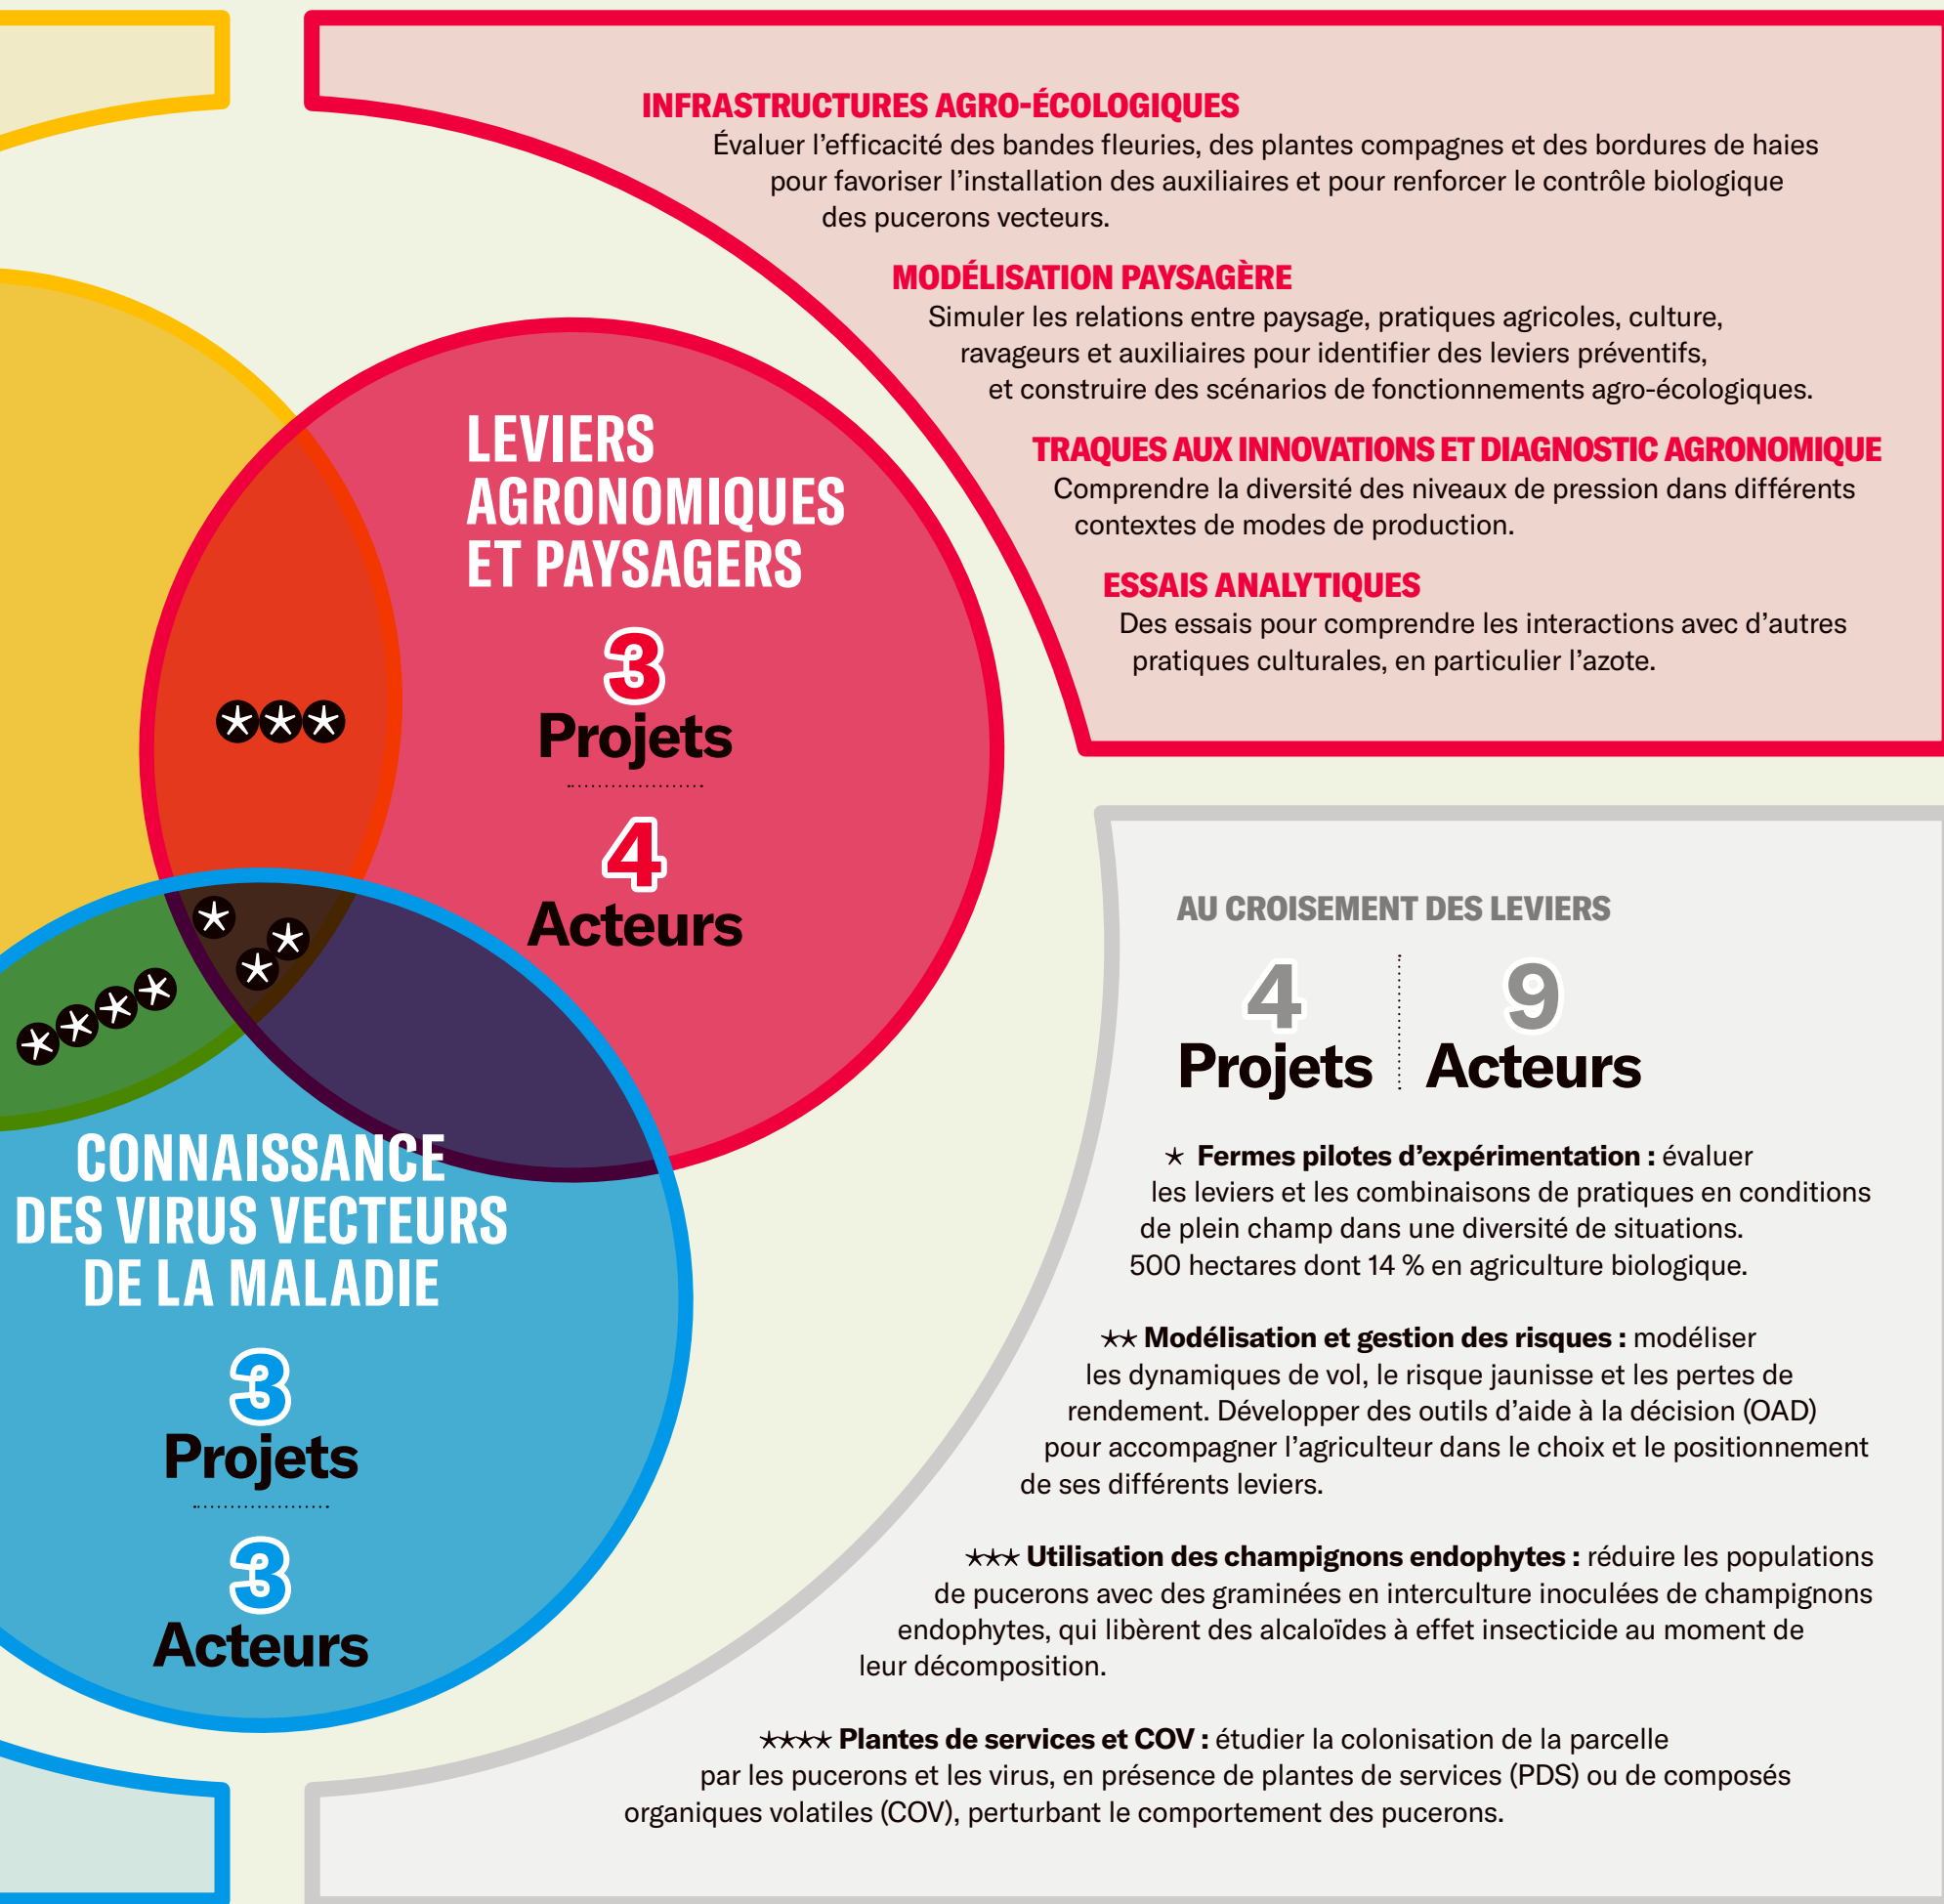 INFRASTRUCTURES AGRO-ÉCOLOGIQUES
Évaluer l’efficacité des bandes fleuries, des plantes compagnes et des bordures de haies
pour favoriser l’installation des auxiliaires et pour renforcer le contrôle biologique
des pucerons vecteurs.
MODÉLISATION PAYSAGÈRE
Simuler les relations entre paysage, pratiques agricoles, culture,
ravageurs et auxiliaires pour identifier des leviers préventifs,
et construire des scénarios de fonctionnements agro-écologiques.
TRAQUES AUX INNOVATIONS ET DIAGNOSTIC AGRONOMIQUE
Comprendre la diversité des niveaux de pression dans différents
contextes de modes de production.
ESSAIS ANALYTIQUES
Des essais pour comprendre les interactions avec d’autres
pratiques culturales, en particulier l’azote.
LEVIERS
AGRONOMIQUES
ET PAYSAGERS
3
Projets
4
Acteurs
CONNAISSANCE
DES VIRUS VECTEURS
DE LA MALADIE
3
Projets
3
Acteurs
AU CROISEMENT DES LEVIERS
4 9
Projets Acteurs
★ Fermes pilotes d’expérimentation : évaluer
les leviers et les combinaisons de pratiques en conditions
de plein champ dans une diversité de situations.
500 hectares dont 14 % en agriculture biologique.
★★ Modélisation et gestion des risques : modéliser
les dynamiques de vol, le risque jaunisse et les pertes de
rendement. Développer des outils d’aide à la décision (OAD)
pour accompagner l’agriculteur dans le choix et le positionnement
de ses différents leviers.
★★★ Utilisation des champignons endophytes : réduire les populations
de pucerons avec des graminées en interculture inoculées de champignons
endophytes, qui libèrent des alcaloïdes à effet insecticide au moment de
leur décomposition.
★★★★ Plantes de services et COV : étudier la colonisation de la parcelle
par les pucerons et les virus, en présence de plantes de services (PDS) ou de composés
organiques volatiles (COV), perturbant le comportement des pucerons.